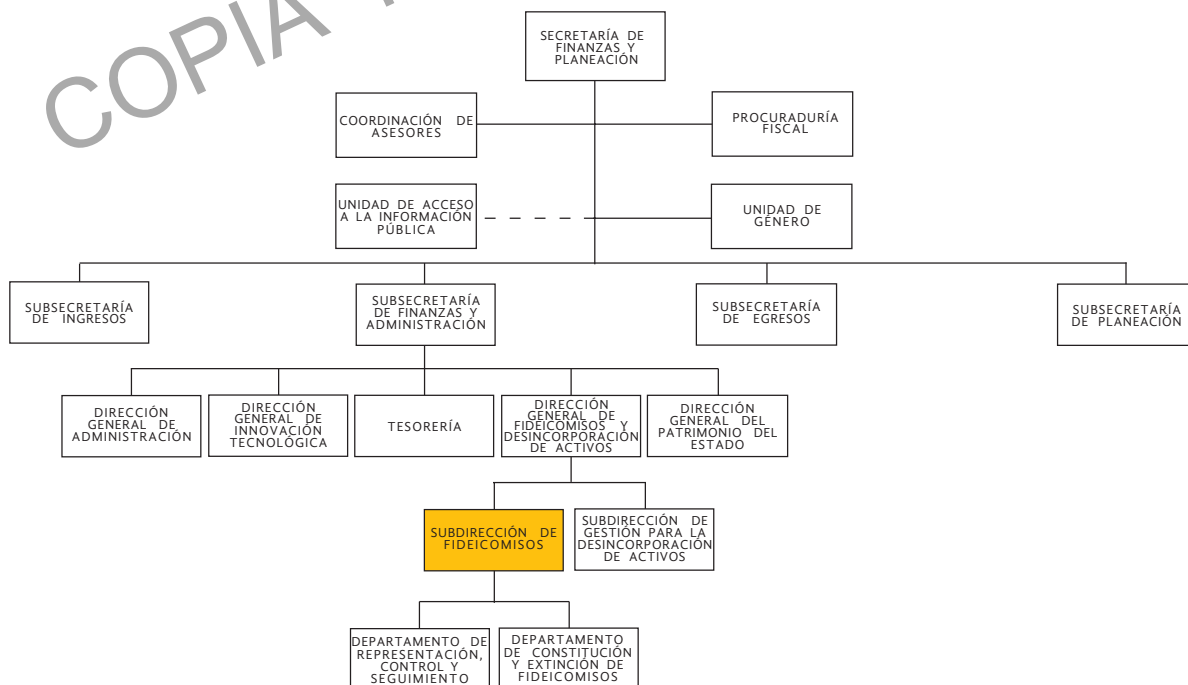 COPIA
SECRETARÍA DE
FINANZAS Y
PLANEACIÓN
COORDINACIÓN DE
ASESORES
PROCURADURÍA
FISCAL
UNIDAD DE ACCESO
A LA INFORMACIÓN
PÚBLICA
UNIDAD DE
GÉNERO
SUBSECRETARÍA
DE INGRESOS
SUBSECRETARÍA
DE FINANZAS Y
ADMINISTRACIÓN
SUBSECRETARÍA
DE EGRESOS
SUBSECRETARÍA
DE PLANEACIÓN
DIRECCIÓN
GENERAL DE
ADMINISTRACIÓN
DIRECCIÓN
GENERAL DE
INNOVACIÓN
TECNOLÓGICA
TESORERÍA
DIRECCIÓN
GENERAL DE
FIDEICOMISOS Y
DESINCORPORACIÓN
DE ACTIVOS
DIRECCIÓN
GENERAL DEL
PATRIMONIO DEL
ESTADO
SUBDIRECCIÓN DE
FIDEICOMISOS
SUBDIRECCIÓN DE
GESTIÓN PARA LA
DESINCORPORACIÓN
DE ACTIVOS
DEPARTAMENTO DE
REPRESENTACIÓN,
CONTROL Y
SEGUIMIENTO
DEPARTAMENTO
DE CONSTITUCIÓN
Y EXTINCIÓN DE
FIDEICOMISOS